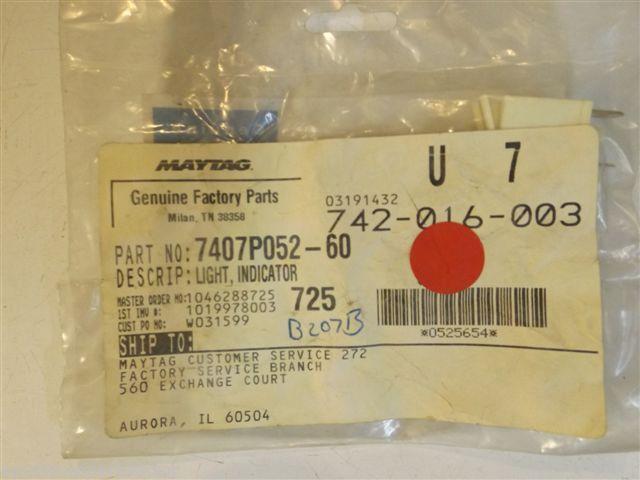 MAYTAG
Genuine Factory Parts
Milan, TN 38358
U 7
03191432
742-016-003
PART NO: 7407P052-60
DESCRIP: LIGHT, INDICATOR
MASTER ORDER NO: 1046288725
725
1ST INV #: 1019978003
CUST PO NO: W031599
B207B
*0525654*
SHIP TO:
MAYTAG CUSTOMER SERVICE 272
FACTORY SERVICE BRANCH
560 EXCHANGE COURT
AURORA, IL 60504